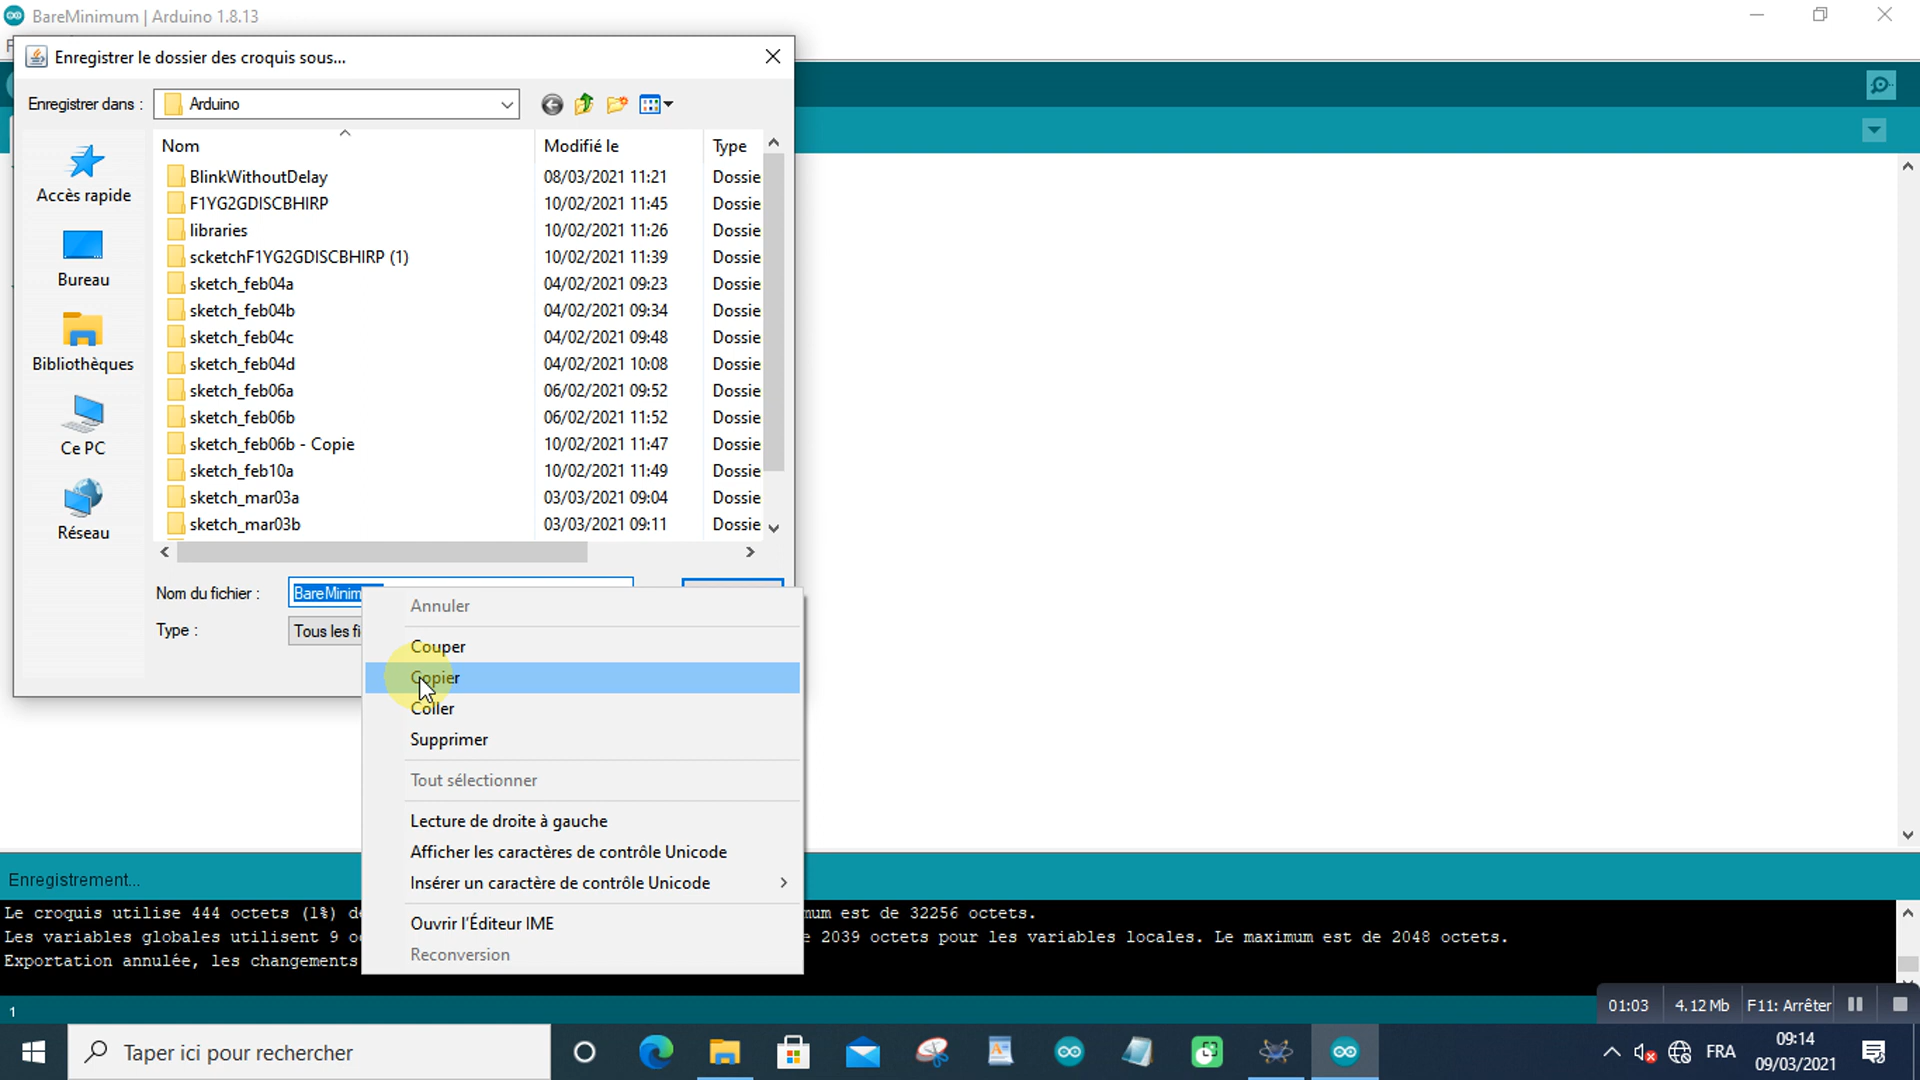 BareMinimum | Arduino 1.8.13
F
Enregistrer le dossier des croquis sous...
Enregistrer dans :
Arduino
Nom
Modifié le
Type
BlinkWithoutDelay 08/03/2021 11:21 Dossie
F1YG2GDISCBHIRP 10/02/2021 11:45 Dossie
libraries 10/02/2021 11:26 Dossie
scketchF1YG2GDISCBHIRP (1) 10/02/2021 11:39 Dossie
sketch_feb04a 04/02/2021 09:23 Dossie
sketch_feb04b 04/02/2021 09:34 Dossie
sketch_feb04c 04/02/2021 09:48 Dossie
sketch_feb04d 04/02/2021 10:08 Dossie
sketch_feb06a 06/02/2021 09:52 Dossie
sketch_feb06b 06/02/2021 11:52 Dossie
sketch_feb06b - Copie 10/02/2021 11:47 Dossie
sketch_feb10a 10/02/2021 11:49 Dossie
sketch_mar03a 03/03/2021 09:04 Dossie
sketch_mar03b 03/03/2021 09:11 Dossie
Accès rapide
Bureau
Bibliothèques
Ce PC
Réseau
Nom du fichier :
BareMinim
Type :
Tous les fi
Annuler
Couper
Copier
Coller
Supprimer
Tout sélectionner
Lecture de droite à gauche
Afficher les caractères de contrôle Unicode
Insérer un caractère de contrôle Unicode
Ouvrir l'Éditeur IME
Reconversion
Enregistrement...
Le croquis utilise 444 octets (1%) d mum est de 32256 octets.
Les variables globales utilisent 9 o e 2039 octets pour les variables locales. Le maximum est de 2048 octets.
Exportation annulée, les changements
1
01:03 4.12 Mb F11: Arrêter
Taper ici pour rechercher
FRA
09:14
09/03/2021